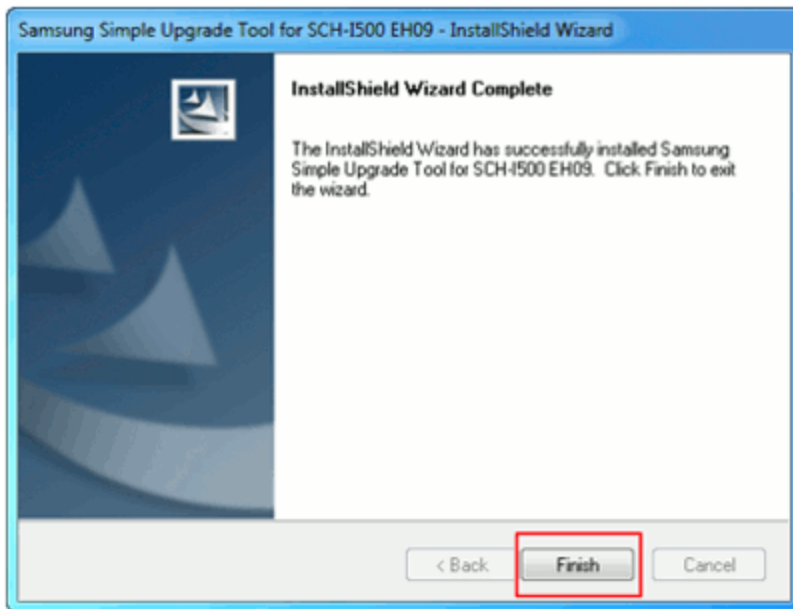 Samsung Simple Upgrade Tool for SCH-I500 EH09 - InstallShield Wizard
InstallShield Wizard Complete
The InstallShield Wizard has successfully installed Samsung
Simple Upgrade Tool for SCH-I500 EH09. Click Finish to exit
the wizard.
< Back
Finish
Cancel